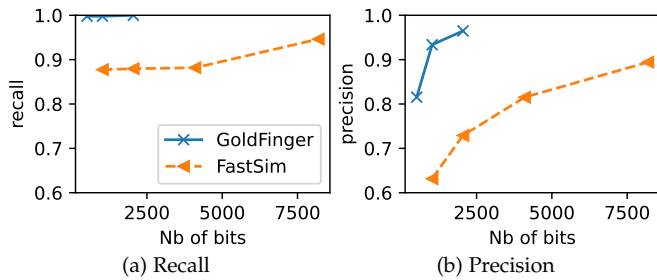 1.0
0.9
0.8
0.7
0.6
recall
GoldFinger
FastSim
2500 5000 7500
Nb of bits
(a) Recall
1.0
0.9
0.8
0.7
0.6
precision
2500 5000 7500
Nb of bits
(b) Precision